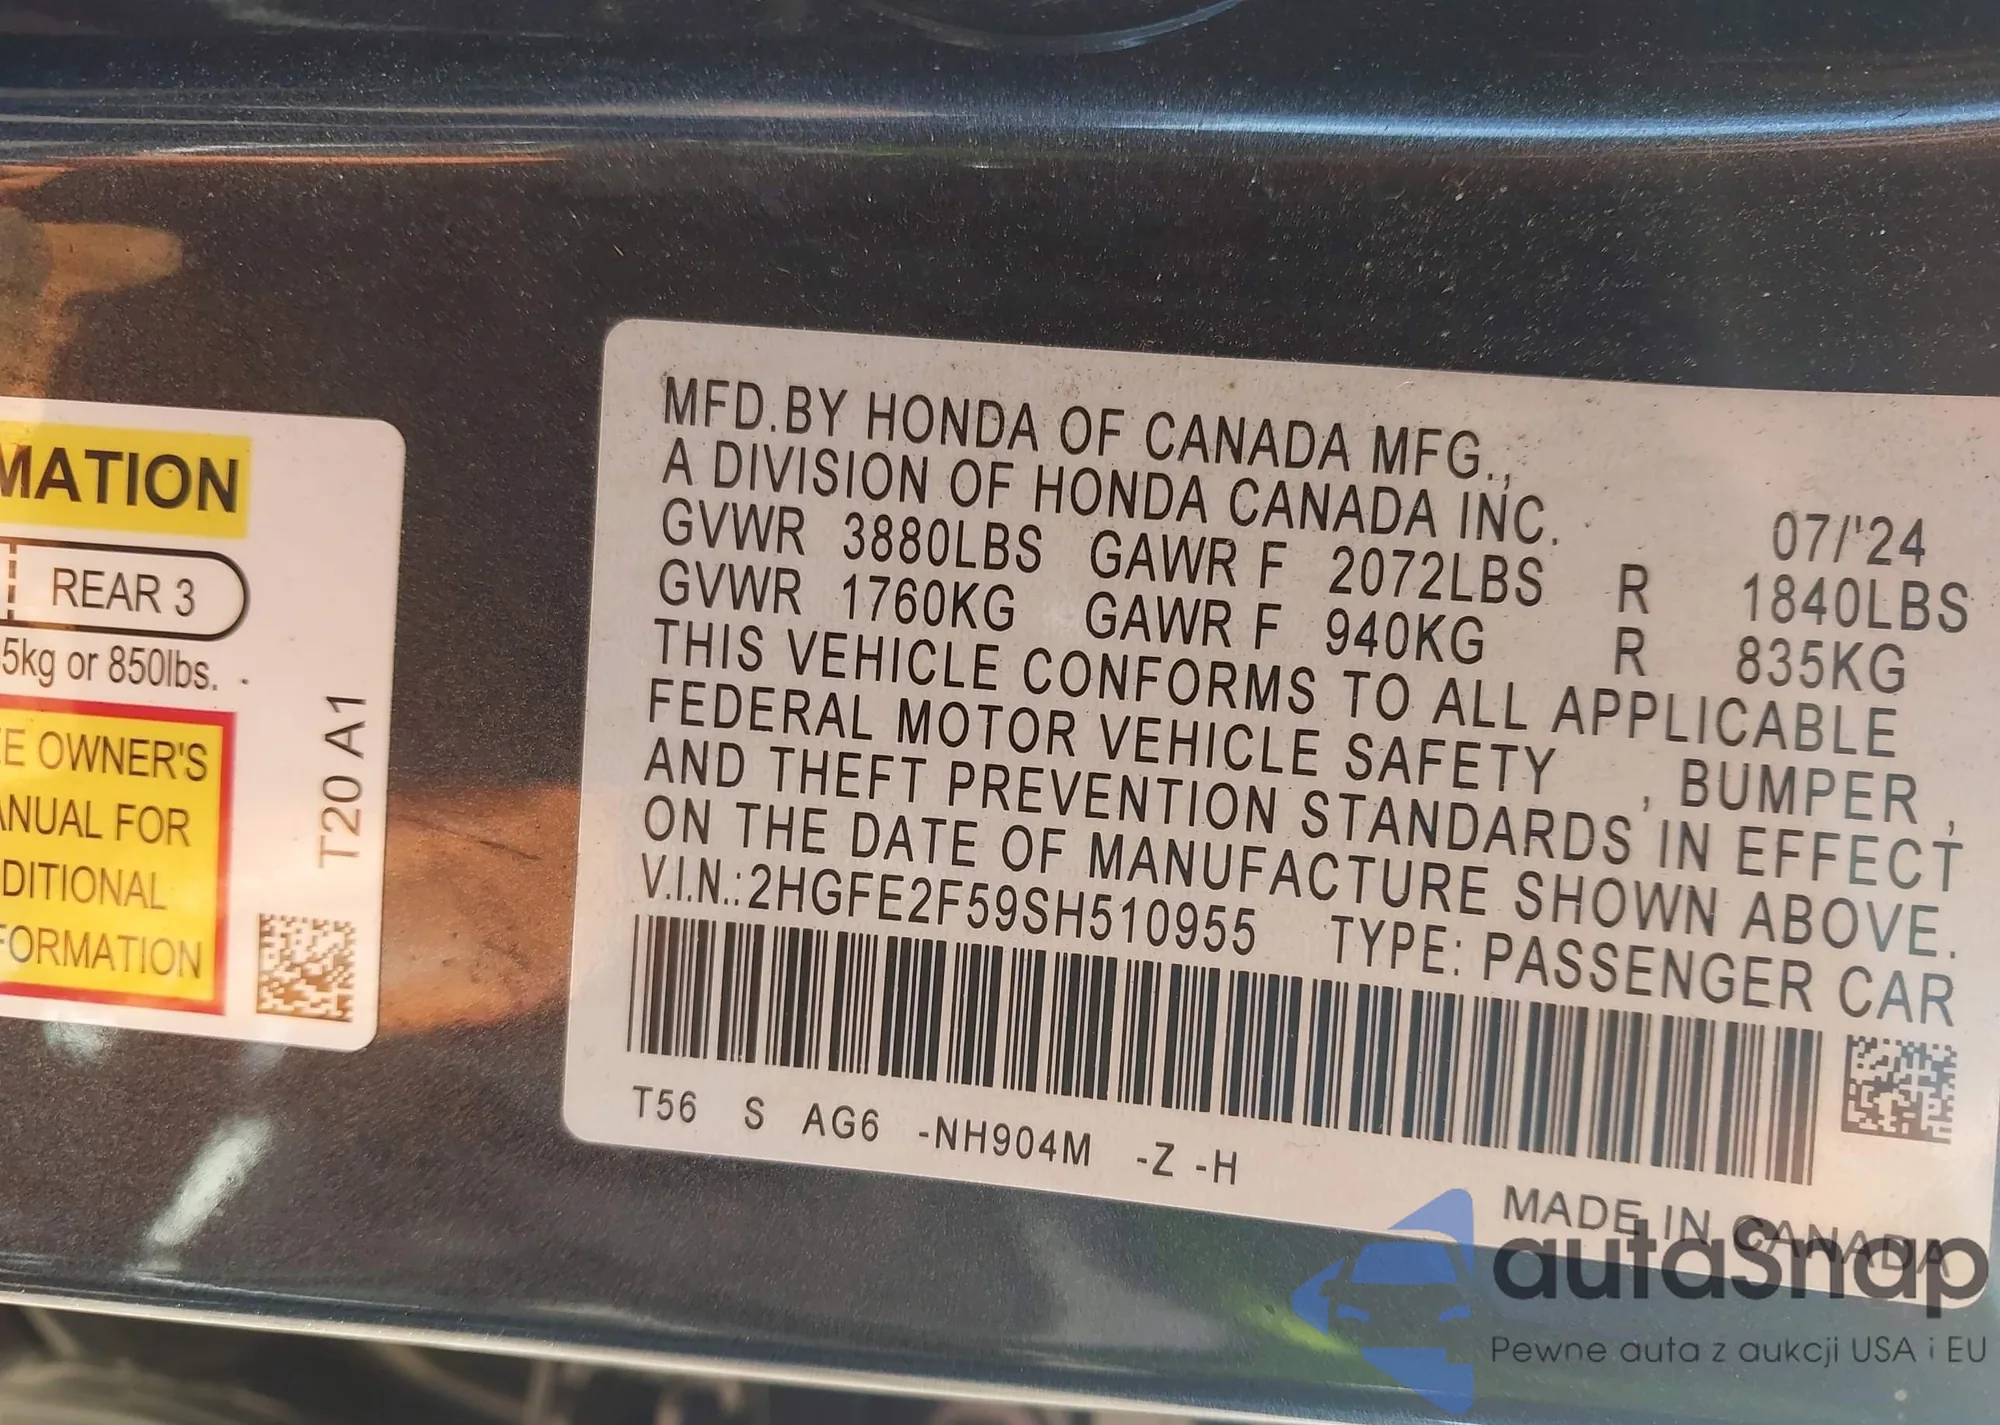 MATION
REAR 3
5kg or 850lbs.
E OWNER'S
ANUAL FOR
DITIONAL
FORMATION
T20 A1
MFD.BY HONDA OF CANADA MFG.,
A DIVISION OF HONDA CANADA INC. 07/'24
GVWR 3880LBS GAWR F 2072LBS R 1840LBS
GVWR 1760KG GAWR F 940KG R 835KG
THIS VEHICLE CONFORMS TO ALL APPLICABLE
FEDERAL MOTOR VEHICLE SAFETY , BUMPER ,
AND THEFT PREVENTION STANDARDS IN EFFECT
ON THE DATE OF MANUFACTURE SHOWN ABOVE.
V.I.N.:2HGFE2F59SH510955 TYPE: PASSENGER CAR
T56 S AG6 -NH904M -Z -H
MADE IN CANADA
autaSnap
Pewne auta z aukcji USA i EU